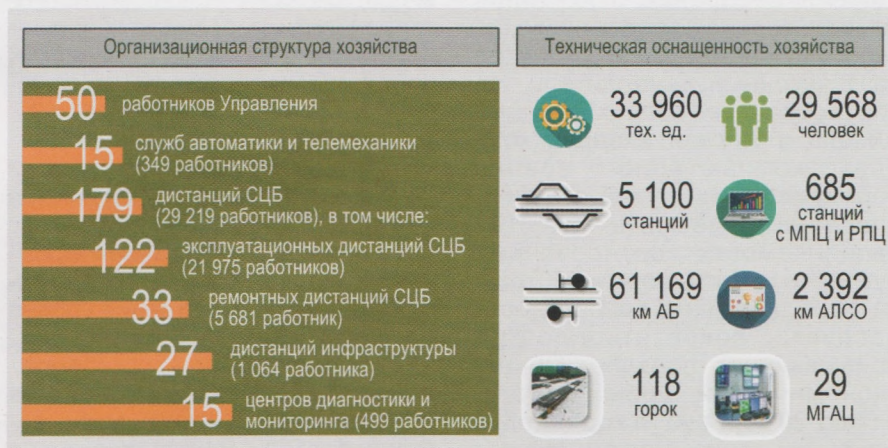 Организационная структура хозяйства
50 работников Управления
15 служб автоматики и телемеханики
(349 работников)
179 дистанций СЦБ
(29 219 работников), в том числе:
122 эксплуатационных дистанций СЦБ
(21 975 работников)
33 ремонтных дистанций СЦБ
(5 681 работник)
27 дистанций инфраструктуры
(1 064 работника)
15 центров диагностики и
мониторинга (499 работников)
Техническая оснащенность хозяйства
33 960
тех. ед.
29 568
человек
5 100
станций
685
станций
с МПЦ и РПЦ
61 169
км АБ
2 392
км АЛСО
118
горок
29
МГАЦ